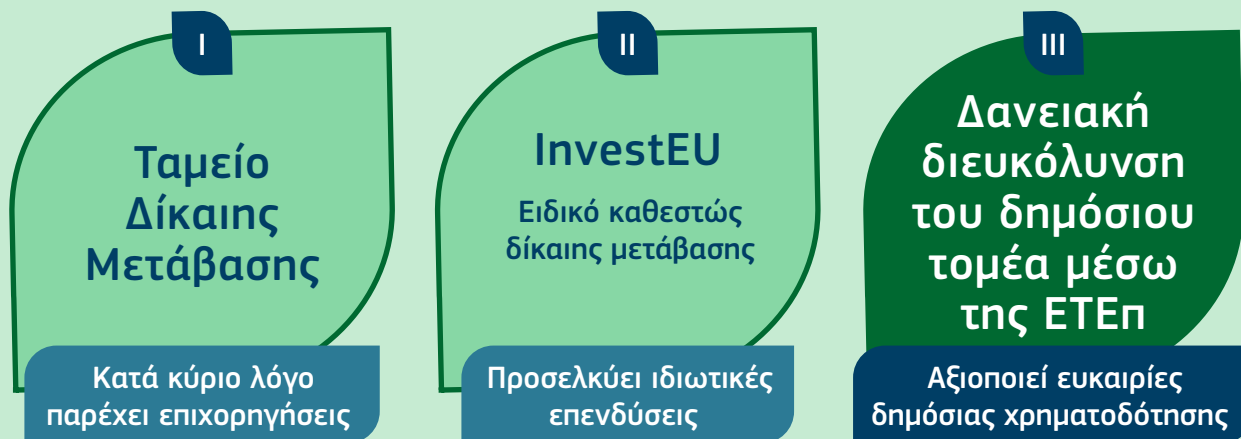 I
Ταμείο
Δίκαιης
Μετάβασης
Κατά κύριο λόγο
παρέχει επιχορηγήσεις
II
InvestEU
Ειδικό καθεστώς
δίκαιης μετάβασης
Προσελκύει ιδιωτικές
επενδύσεις
III
Δανειακή
διευκόλυνση
του δημόσιου
τομέα μέσω
της ΕΤΕπ
Αξιοποιεί ευκαιρίες
δημόσιας χρηματοδότησης